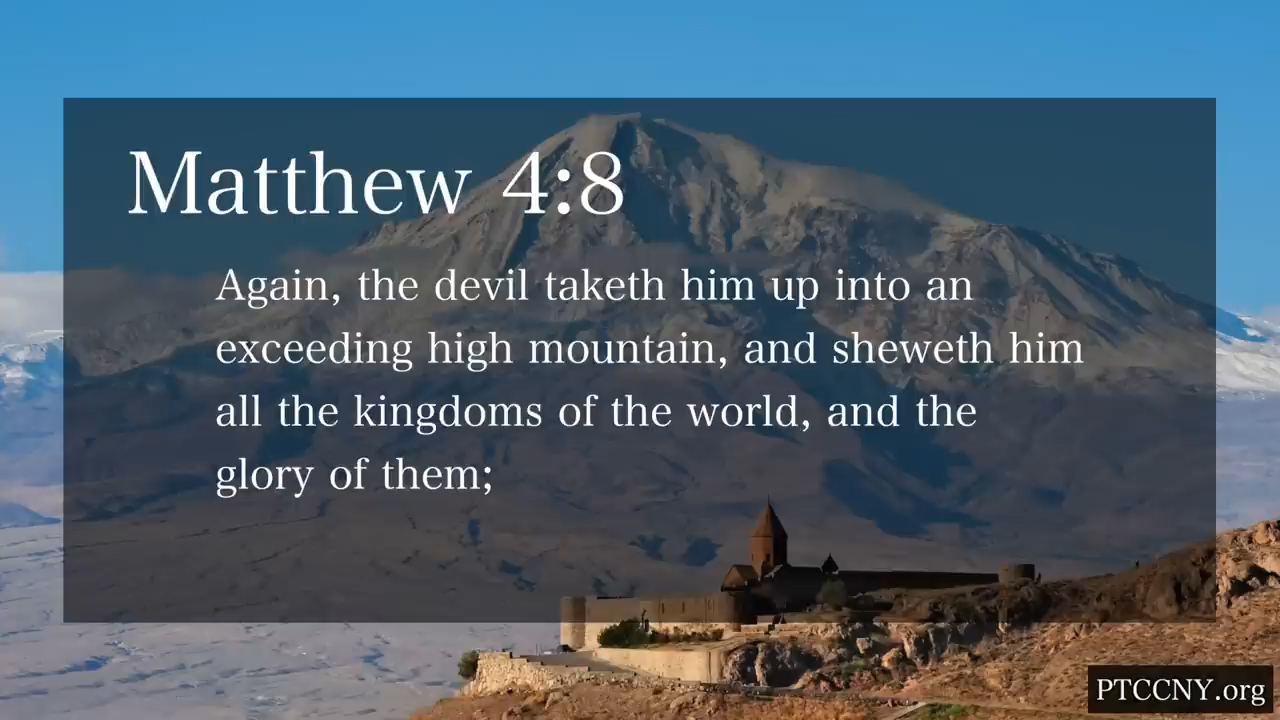 Matthew 4:8
Again, the devil taketh him up into an
exceeding high mountain, and sheweth him
all the kingdoms of the world, and the
glory of them;
PTCCNY.org